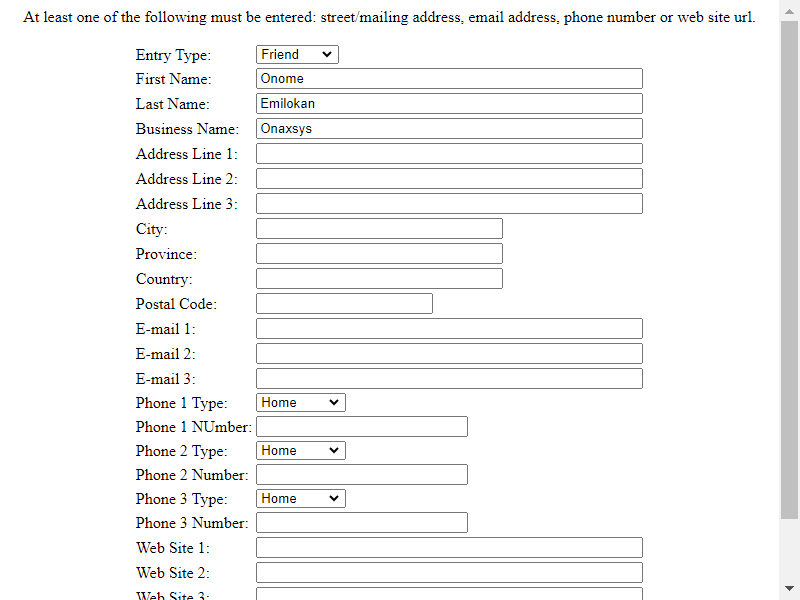 At least one of the following must be entered: street/mailing address, email address, phone number or web site url.
Entry Type: Friend
First Name: Onome
Last Name: Emilokan
Business Name: Onaxsys
Address Line 1:
Address Line 2:
Address Line 3:
City:
Province:
Country:
Postal Code:
E-mail 1:
E-mail 2:
E-mail 3:
Phone 1 Type: Home
Phone 1 NUmber:
Phone 2 Type: Home
Phone 2 Number:
Phone 3 Type: Home
Phone 3 Number:
Web Site 1:
Web Site 2:
Web Site 3: